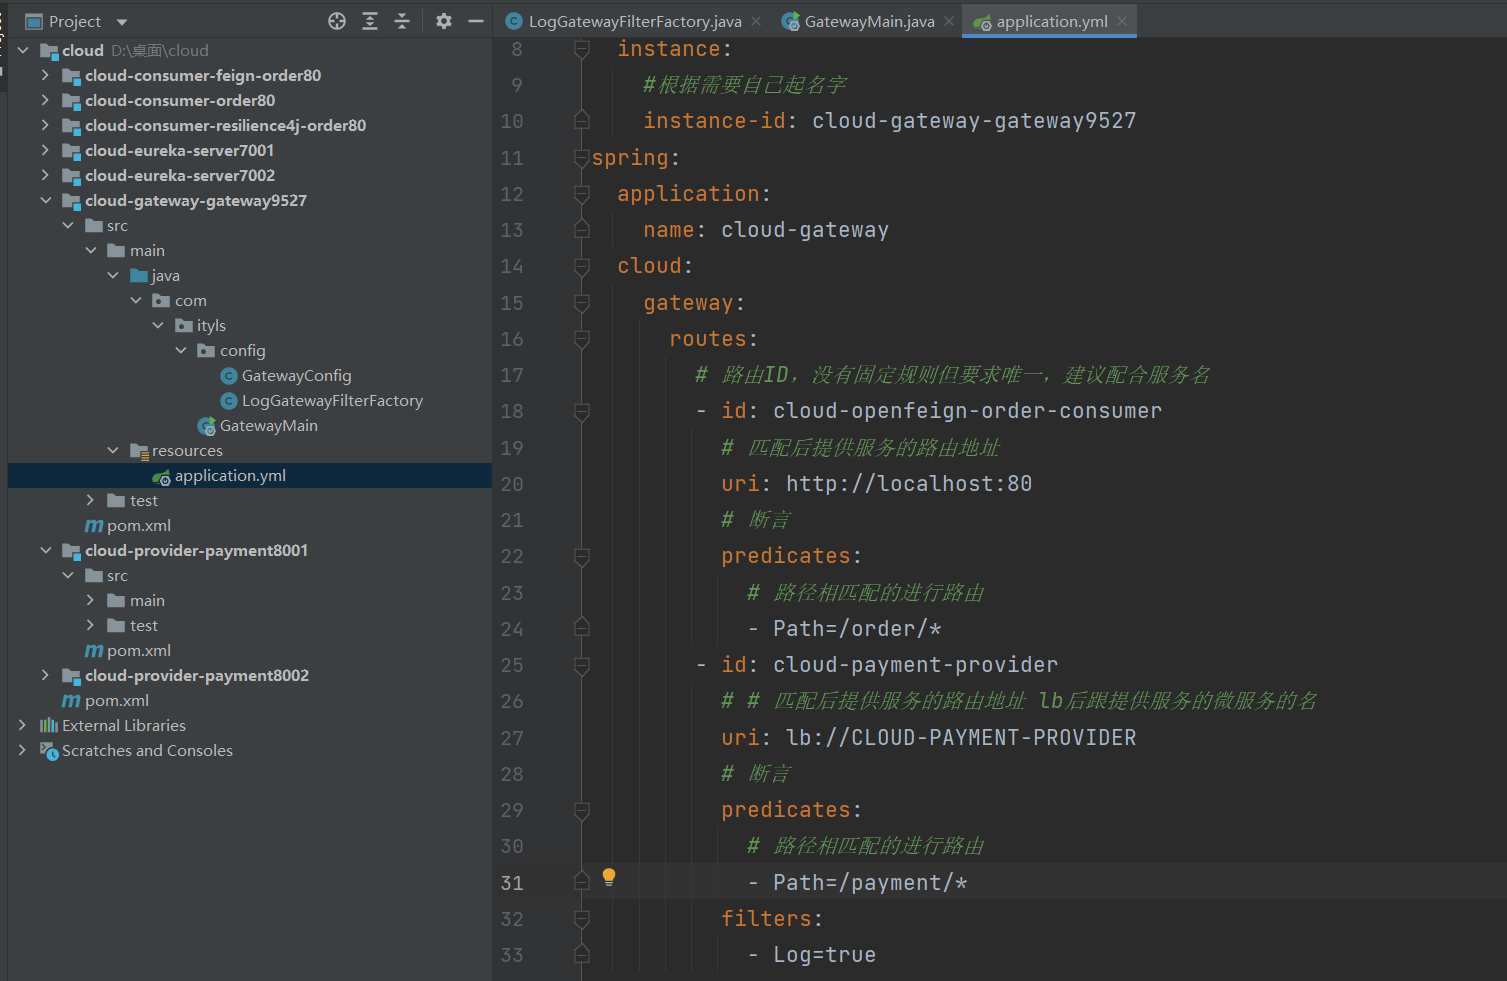 Project
cloud D:\桌面\cloud
cloud-consumer-feign-order80
cloud-consumer-order80
cloud-consumer-resilience4j-order80
cloud-eureka-server7001
cloud-eureka-server7002
cloud-gateway-gateway9527
src
main
java
com
ityls
config
GatewayConfig
LogGatewayFilterFactory
GatewayMain
resources
application.yml
test
pom.xml
cloud-provider-payment8001
src
main
test
pom.xml
cloud-provider-payment8002
pom.xml
External Libraries
Scratches and Consoles
LogGatewayFilterFactory.java GatewayMain.java application.yml
8 instance:
9 #根据需要自己起名字
10 instance-id: cloud-gateway-gateway9527
11 spring:
12 application:
13 name: cloud-gateway
14 cloud:
15 gateway:
16 routes:
17 # 路由ID，没有固定规则但要求唯一，建议配合服务名
18 - id: cloud-openfeign-order-consumer
19 # 匹配后提供服务的路由地址
20 uri: http://localhost:80
21 # 断言
22 predicates:
23 # 路径相匹配的进行路由
24 - Path=/order/*
25 - id: cloud-payment-provider
26 # # 匹配后提供服务的路由地址 lb后跟提供服务的微服务的名
27 uri: lb://CLOUD-PAYMENT-PROVIDER
28 # 断言
29 predicates:
30 # 路径相匹配的进行路由
31 - Path=/payment/*
32 filters:
33 - Log=true